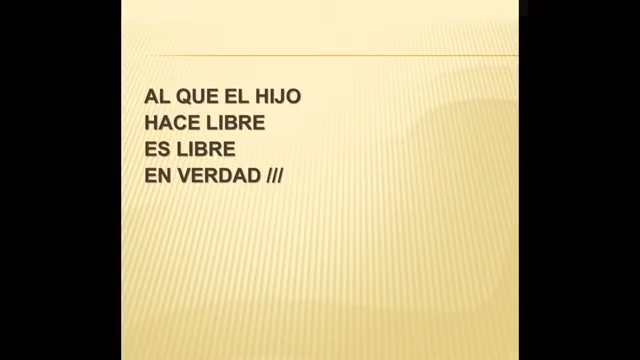 AL QUE EL HIJO
HACE LIBRE
ES LIBRE
EN VERDAD ///